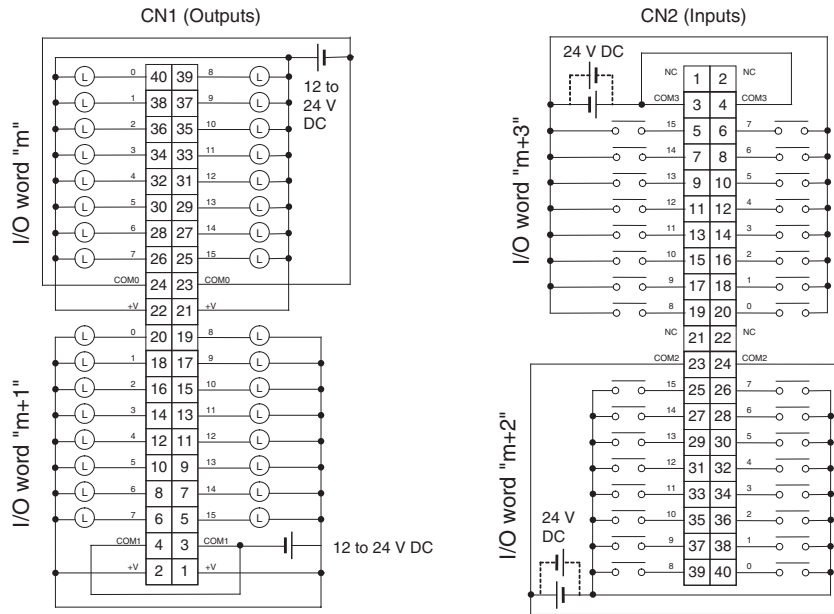 CN1 (Outputs)
I/O word "m"
12 to
24 V
DC
L 0 40 39 8 L
L 1 38 37 9 L
L 2 36 35 10 L
L 3 34 33 11 L
L 4 32 31 12 L
L 5 30 29 13 L
L 6 28 27 14 L
L 7 26 25 15 L
COM0 24 23 COM0
+V 22 21 +V
I/O word "m+1"
L 0 20 19 8 L
L 1 18 17 9 L
L 2 16 15 10 L
L 3 14 13 11 L
L 4 12 11 12 L
L 5 10 9 13 L
L 6 8 7 14 L
L 7 6 5 15 L
COM1 4 3 COM1
12 to 24 V DC
+V 2 1 +V
CN2 (Inputs)
24 V DC
NC 1 2 NC
COM3 3 4 COM3
I/O word "m+3"
15 5 6 7
14 7 8 6
13 9 10 5
12 11 12 4
11 13 14 3
10 15 16 2
9 17 18 1
8 19 20 0
NC 21 22 NC
COM2 23 24 COM2
I/O word "m+2"
15 25 26 7
14 27 28 6
13 29 30 5
12 31 32 4
11 33 34 3
10 35 36 2
9 37 38 1
8 39 40 0
24 V
DC